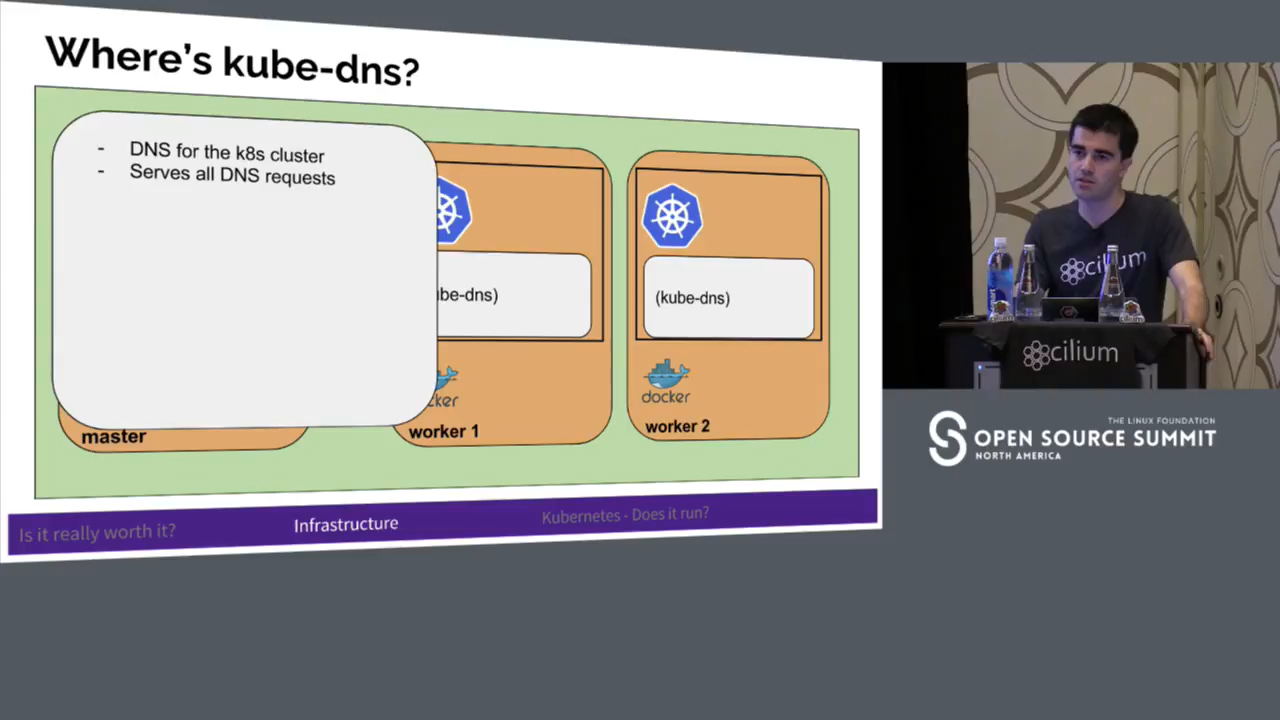 Where's kube-dns?
- DNS for the k8s cluster
- Serves all DNS requests
ube-dns)
(kube-dns)
cker
docker
master
worker 1
worker 2
Is it really worth it?
Infrastructure
Kubernetes - Does it run?
cilium
cilium
THE LINUX FOUNDATION
OPEN SOURCE SUMMIT
NORTH AMERICA